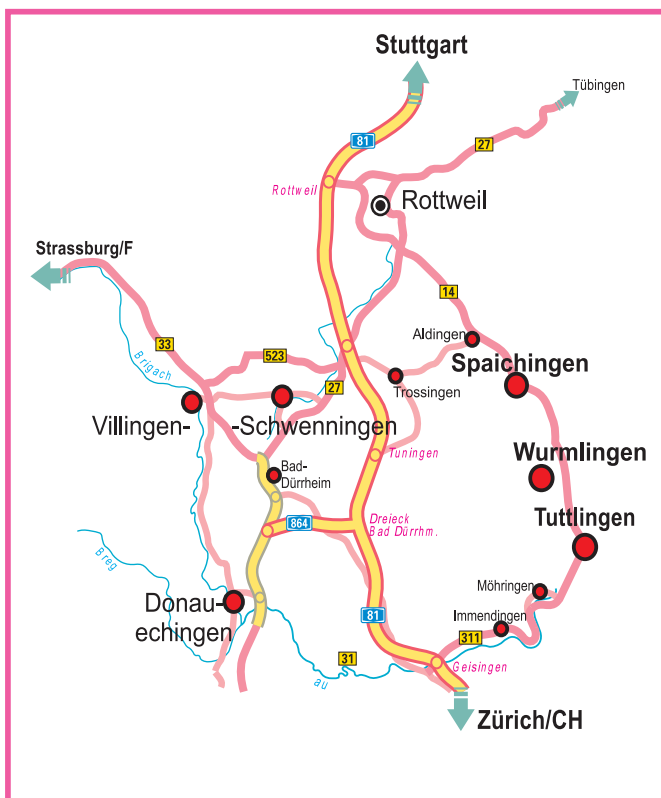 Stuttgart
Tübingen
81
27
Rottweil
Rottweil
Strassburg/F
14
Aldingen
33
Brigach
523
Spaichingen
27
Trossingen
Villingen-
-Schwenningen
Wurmlingen
Tuningen
Bad-
Dürrheim
Tuttlingen
Dreieck
Bad Dürrhm.
864
Breg
Möhringen
Donau-
echingen
Immendingen
81
311
31
Geisingen
au
Zürich/CH